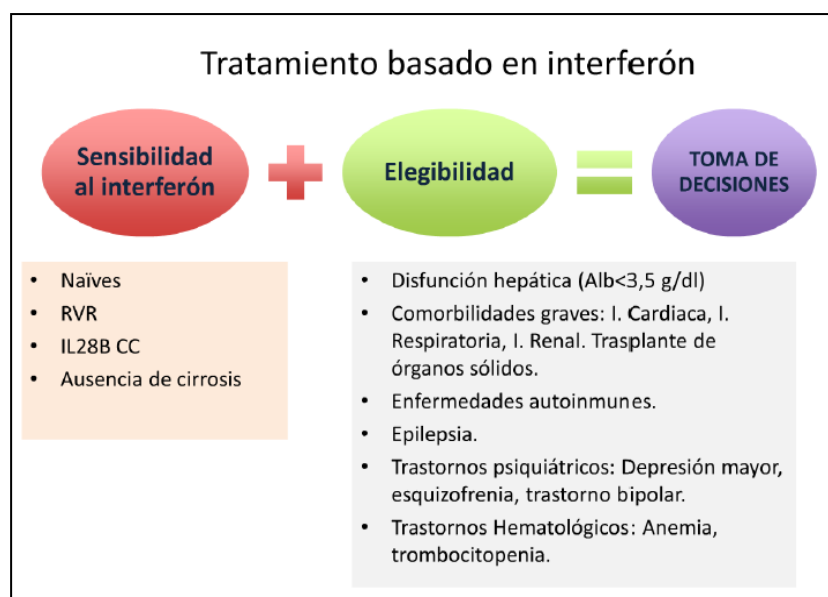 Tratamiento basado en interferón
Sensibilidad
al interferón
Elegibilidad
TOMA DE
DECISIONES
• Naïves
• RVR
• IL28B CC
• Ausencia de cirrosis
• Disfunción hepática (Alb<3,5 g/dl)
• Comorbilidades graves: I. Cardiaca, I.
Respiratoria, I. Renal. Trasplante de
órganos sólidos.
• Enfermedades autoinmunes.
• Epilepsia.
• Trastornos psiquiátricos: Depresión mayor,
esquizofrenia, trastorno bipolar.
• Trastornos Hematológicos: Anemia,
trombocitopenia.